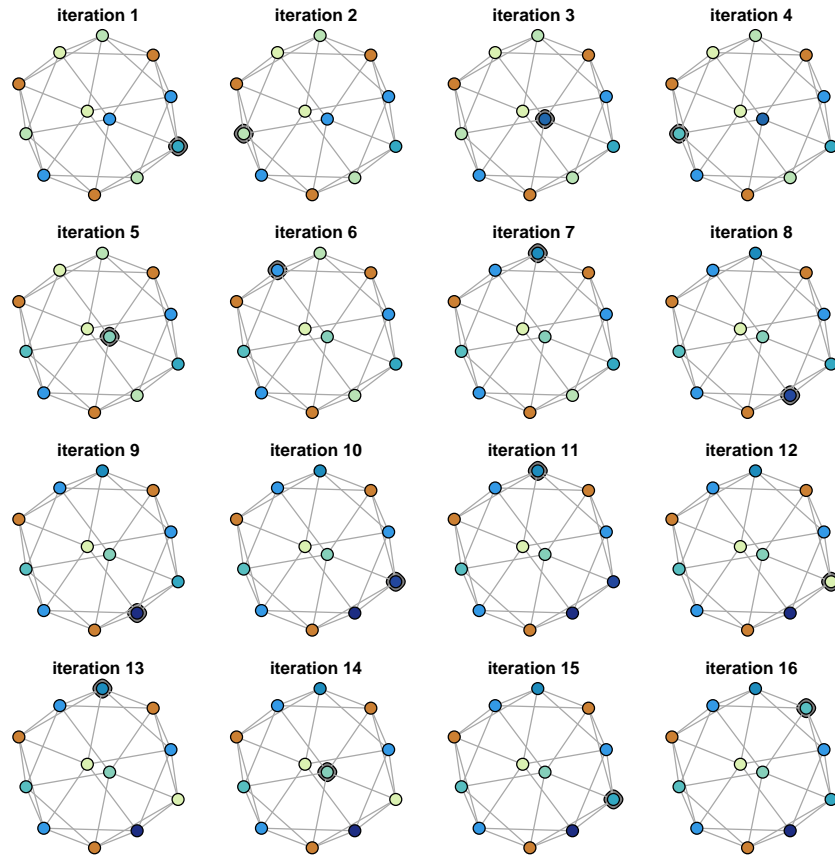 iteration 1
iteration 2
iteration 3
iteration 4
iteration 5
iteration 6
iteration 7
iteration 8
iteration 9
iteration 10
iteration 11
iteration 12
iteration 13
iteration 14
iteration 15
iteration 16